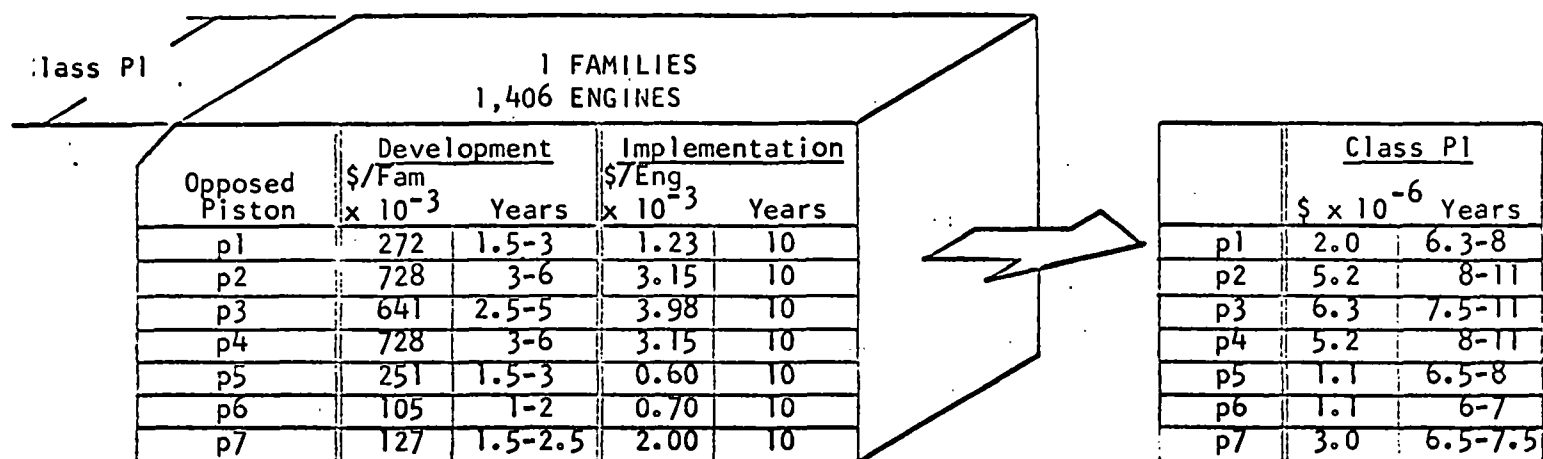 :lass P1
1 FAMILIES
1,406 ENGINES
Opposed Piston | Development | Implementation
$/Fam x 10-3 | Years | $/Eng x 10-3 | Years
p1 | 272 | 1.5-3 | 1.23 | 10
p2 | 728 | 3-6 | 3.15 | 10
p3 | 641 | 2.5-5 | 3.98 | 10
p4 | 728 | 3-6 | 3.15 | 10
p5 | 251 | 1.5-3 | 0.60 | 10
p6 | 105 | 1-2 | 0.70 | 10
p7 | 127 | 1.5-2.5 | 2.00 | 10
Class P1
$ x 10-6 Years
p1 | 2.0 | 6.3-8
p2 | 5.2 | 8-11
p3 | 6.3 | 7.5-11
p4 | 5.2 | 8-11
p5 | 1.1 | 6.5-8
p6 | 1.1 | 6-7
p7 | 3.0 | 6.5-7.5